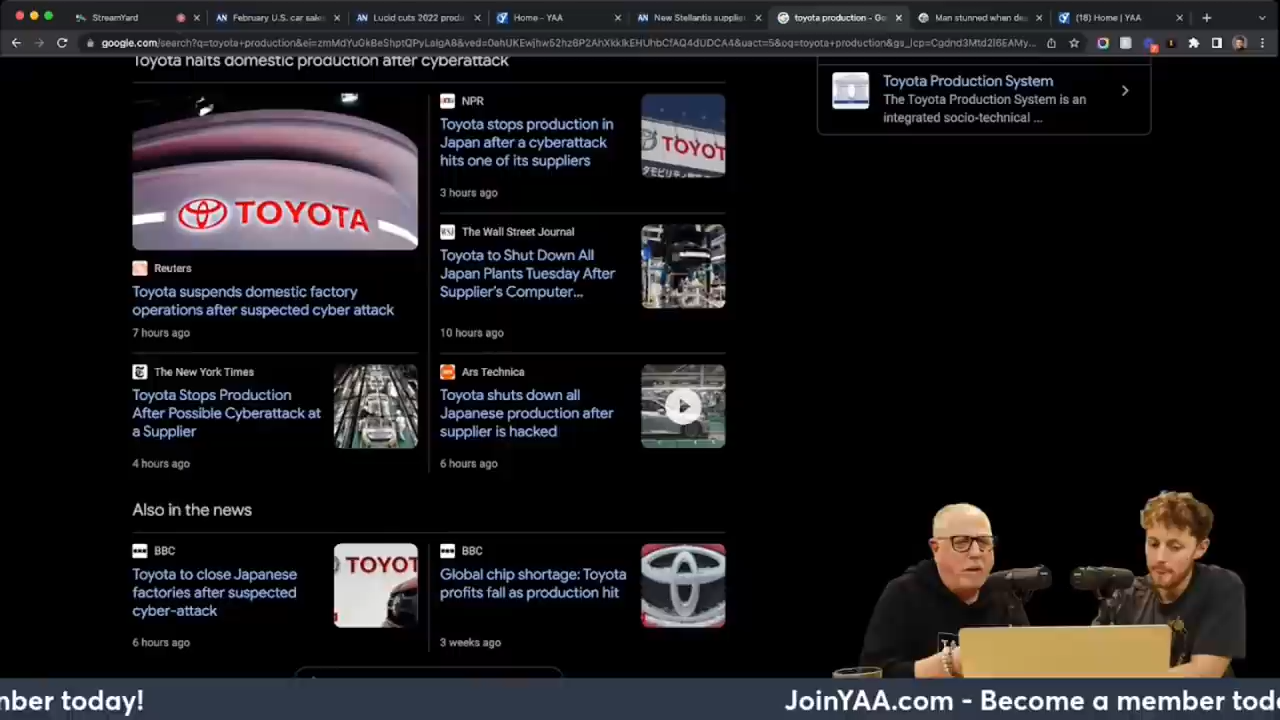 StreamYard
February U.S. car sale
Lucid cuts 2022 produ
Home - YAA
New Stellantis supplie
toyota production - Go
Man stunned when de
(18) Home | YAA
Toyota halts domestic production after cyberattack
TOYOTA
Reuters
Toyota suspends domestic factory
operations after suspected cyber attack
7 hours ago
NPR
Toyota stops production in
Japan after a cyberattack
hits one of its suppliers
3 hours ago
TOYOT
The Wall Street Journal
Toyota to Shut Down All
Japan Plants Tuesday After
Supplier's Computer...
10 hours ago
The New York Times
Toyota Stops Production
After Possible Cyberattack at
a Supplier
4 hours ago
Ars Technica
Toyota shuts down all
Japanese production after
supplier is hacked
6 hours ago
Also in the news
BBC
Toyota to close Japanese
factories after suspected
cyber-attack
6 hours ago
TOYOT
BBC
Global chip shortage: Toyota
profits fall as production hit
3 weeks ago
Toyota Production System
The Toyota Production System is an
integrated socio-technical ...
mber today!
JoinYAA.com - Become a member toda